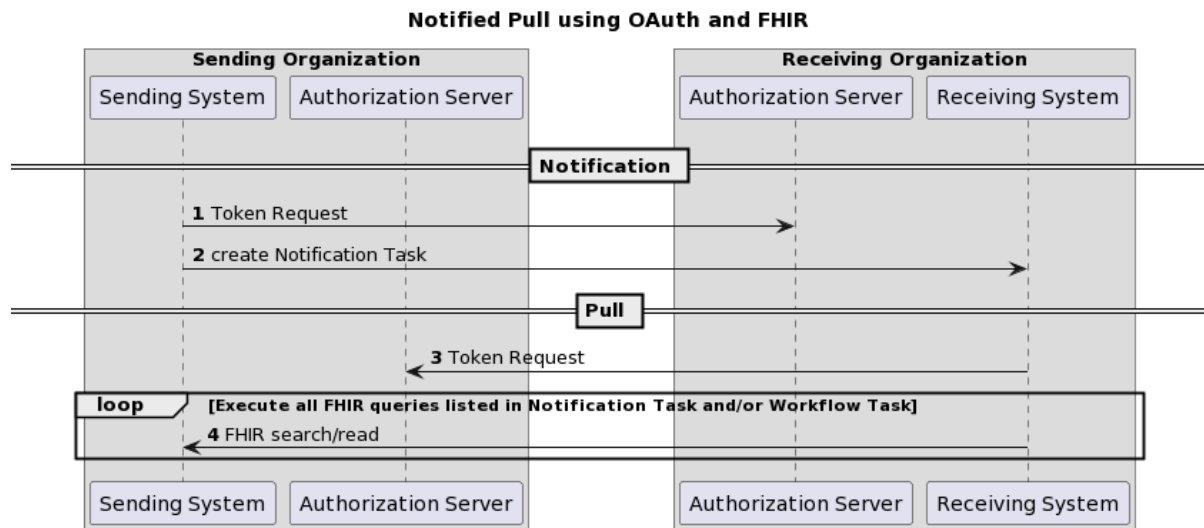 Notified Pull using OAuth and FHIR
Sending Organization
Receiving Organization
Sending System
Authorization Server
Authorization Server
Receiving System
Notification
1 Token Request
2 create Notification Task
Pull
3 Token Request
loop
[Execute all FHIR queries listed in Notification Task and/or Workflow Task]
4 FHIR search/read
Sending System
Authorization Server
Authorization Server
Receiving System